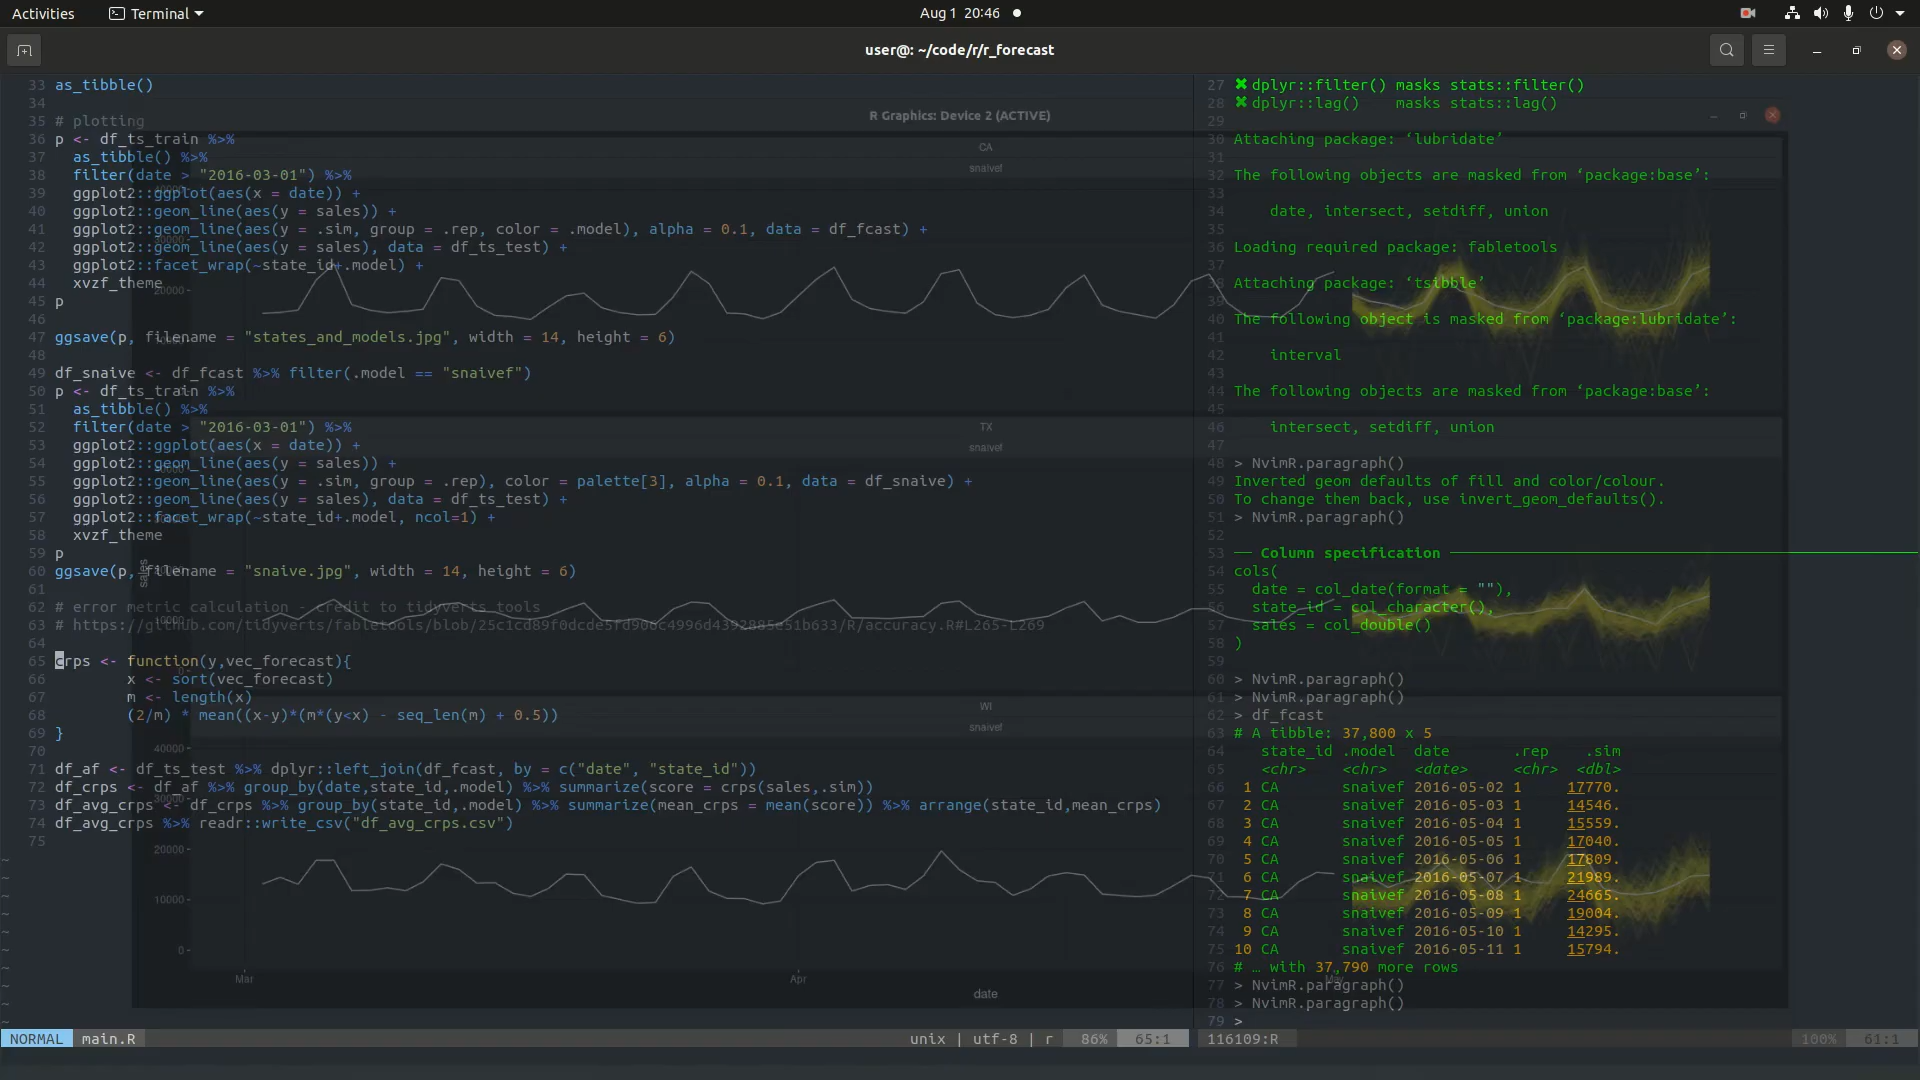 Activities
Terminal
Aug 1 20:46
user@: ~/code/r/r_forecast
33 as_tibble()
34
35 # plotting
36 p <- df_ts_train %>%
37 as_tibble() %>%
38 filter(date > "2016-03-01") %>%
39 ggplot2::ggplot(aes(x = date)) +
40 ggplot2::geom_line(aes(y = sales)) +
41 ggplot2::geom_line(aes(y = .sim, group = .rep, color = .model), alpha = 0.1, data = df_fcast) +
42 ggplot2::geom_line(aes(y = sales), data = df_ts_test) +
43 ggplot2::facet_wrap(~state_id+.model) +
44 xvzf_theme
45 p
46
47 ggsave(p, filename = "states_and_models.jpg", width = 14, height = 6)
48
49 df_snaive <- df_fcast %>% filter(.model == "snaivef")
50 p <- df_ts_train %>%
51 as_tibble() %>%
52 filter(date > "2016-03-01") %>%
53 ggplot2::ggplot(aes(x = date)) +
54 ggplot2::geom_line(aes(y = sales)) +
55 ggplot2::geom_line(aes(y = .sim, group = .rep), color = palette[3], alpha = 0.1, data = df_snaive) +
56 ggplot2::geom_line(aes(y = sales), data = df_ts_test) +
57 ggplot2::facet_wrap(~state_id+.model, ncol=1) +
58 xvzf_theme
59 p
60 ggsave(p, filename = "snaive.jpg", width = 14, height = 6)
61
62 # error metric calculation - credit to tidyverts tools
63 # https://github.com/tidyverts/fabletools/blob/
64
65 crps <- function(y,vec_forecast){
66 x <- sort(vec_forecast)
67 m <- length(x)
68 (2/m) * mean((x-y)*(m*(y<x) - seq_len(m) + 0.5))
69 }
70
71 df_af <- df_ts_test %>% dplyr::left_join(df_fcast, by = c("date", "state_id"))
72 df_crps <- df_af %>% group_by(date,state_id,.model) %>% summarize(score = crps(sales,.sim))
73 df_avg_crps <- df_crps %>% group_by(state_id,.model) %>% summarize(mean_crps = mean(score)) %>% arrange(state_id,mean_crps)
74 df_avg_crps %>% readr::write_csv("df_avg_crps.csv")
75
NORMAL main.R
unix | utf-8 | r 86% 65:1
R Graphics: Device 2 (ACTIVE)
CA
snaivef
20000
TX
snaivef
sales
WI
snaivef
40000
20000
10000
0
Mar
Apr
May
date
27 ✖ dplyr::filter() masks stats::filter()
28 ✖ dplyr::lag() masks stats::lag()
29
30 Attaching package: ‘lubridate’
31
32 The following objects are masked from ‘package:base’:
33
34 date, intersect, setdiff, union
35
36 Loading required package: fabletools
37
38 Attaching package: ‘tsibble’
39
40 The following object is masked from ‘package:lubridate’:
41
42 interval
43
44 The following objects are masked from ‘package:base’:
45
46 intersect, setdiff, union
47
48 > NvimR.paragraph()
49 Inverted geom defaults of fill and color/colour.
50 To change them back, use invert_geom_defaults().
51 > NvimR.paragraph()
52
53 ── Column specification ──
54 cols(
55 date = col_date(format = ""),
56 state_id = col_character(),
57 sales = col_double()
58 )
59
60 > NvimR.paragraph()
61 > NvimR.paragraph()
62 > df_fcast
63 # A tibble: 37,800 x 5
64 state_id .model date .rep .sim
65 <chr> <chr> <date> <chr> <dbl>
66 1 CA snaivef 2016-05-02 1 17770.
67 2 CA snaivef 2016-05-03 1 14546.
68 3 CA snaivef 2016-05-04 1 15559.
69 4 CA snaivef 2016-05-05 1 17040.
70 5 CA snaivef 2016-05-06 1 17809.
71 6 CA snaivef 2016-05-07 1 21989.
72 7 CA snaivef 2016-05-08 1 24665.
73 8 CA snaivef 2016-05-09 1 19004.
74 9 CA snaivef 2016-05-10 1 14295.
75 10 CA snaivef 2016-05-11 1 15794.
76 # … with 37,790 more rows
77 > NvimR.paragraph()
78 > NvimR.paragraph()
79 >
116109:R
100% 61:1